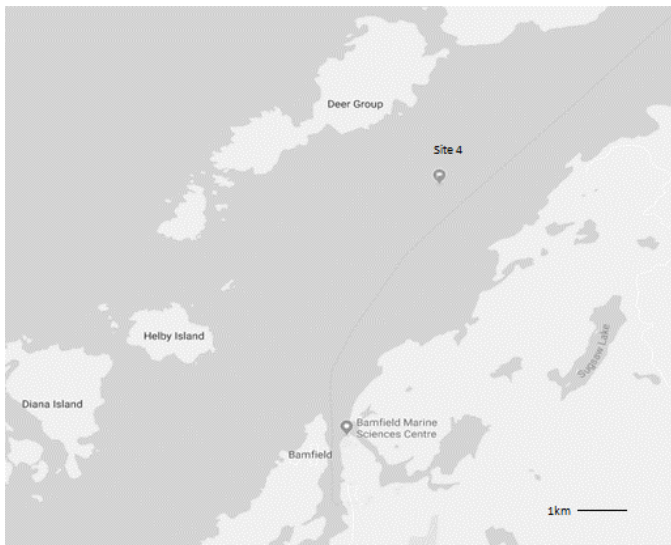 Deer Group
Site 4
Helby Island
Sugsaw Lake
Diana Island
Bamfield Marine
Sciences Centre
Bamfield
1km